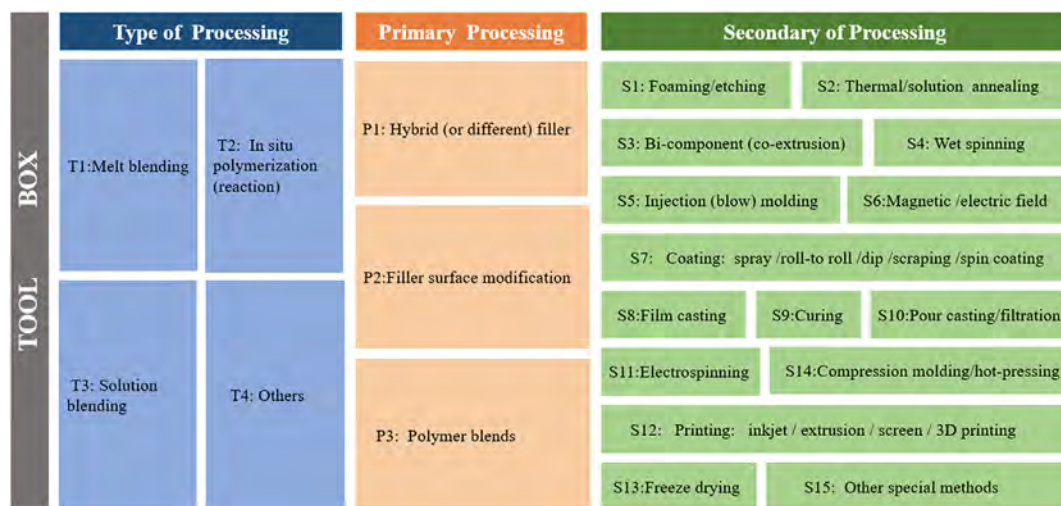 TOOL BOX
Type of Processing
Primary Processing
Secondary of Processing
T1:Melt blending
T2: In situ
polymerization
(reaction)
T3: Solution
blending
T4: Others
P1: Hybrid (or different) filler
P2:Filler surface modification
P3: Polymer blends
S1: Foaming/etching
S2: Thermal/solution annealing
S3: Bi-component (co-extrusion)
S4: Wet spinning
S5: Injection (blow) molding
S6:Magnetic /electric field
S7: Coating: spray /roll-to roll /dip /scraping /spin coating
S8:Film casting
S9:Curing
S10:Pour casting/filtration
S11:Electrospinning
S14:Compression molding/hot-pressing
S12: Printing: inkjet / extrusion / screen / 3D printing
S13:Freeze drying
S15: Other special methods